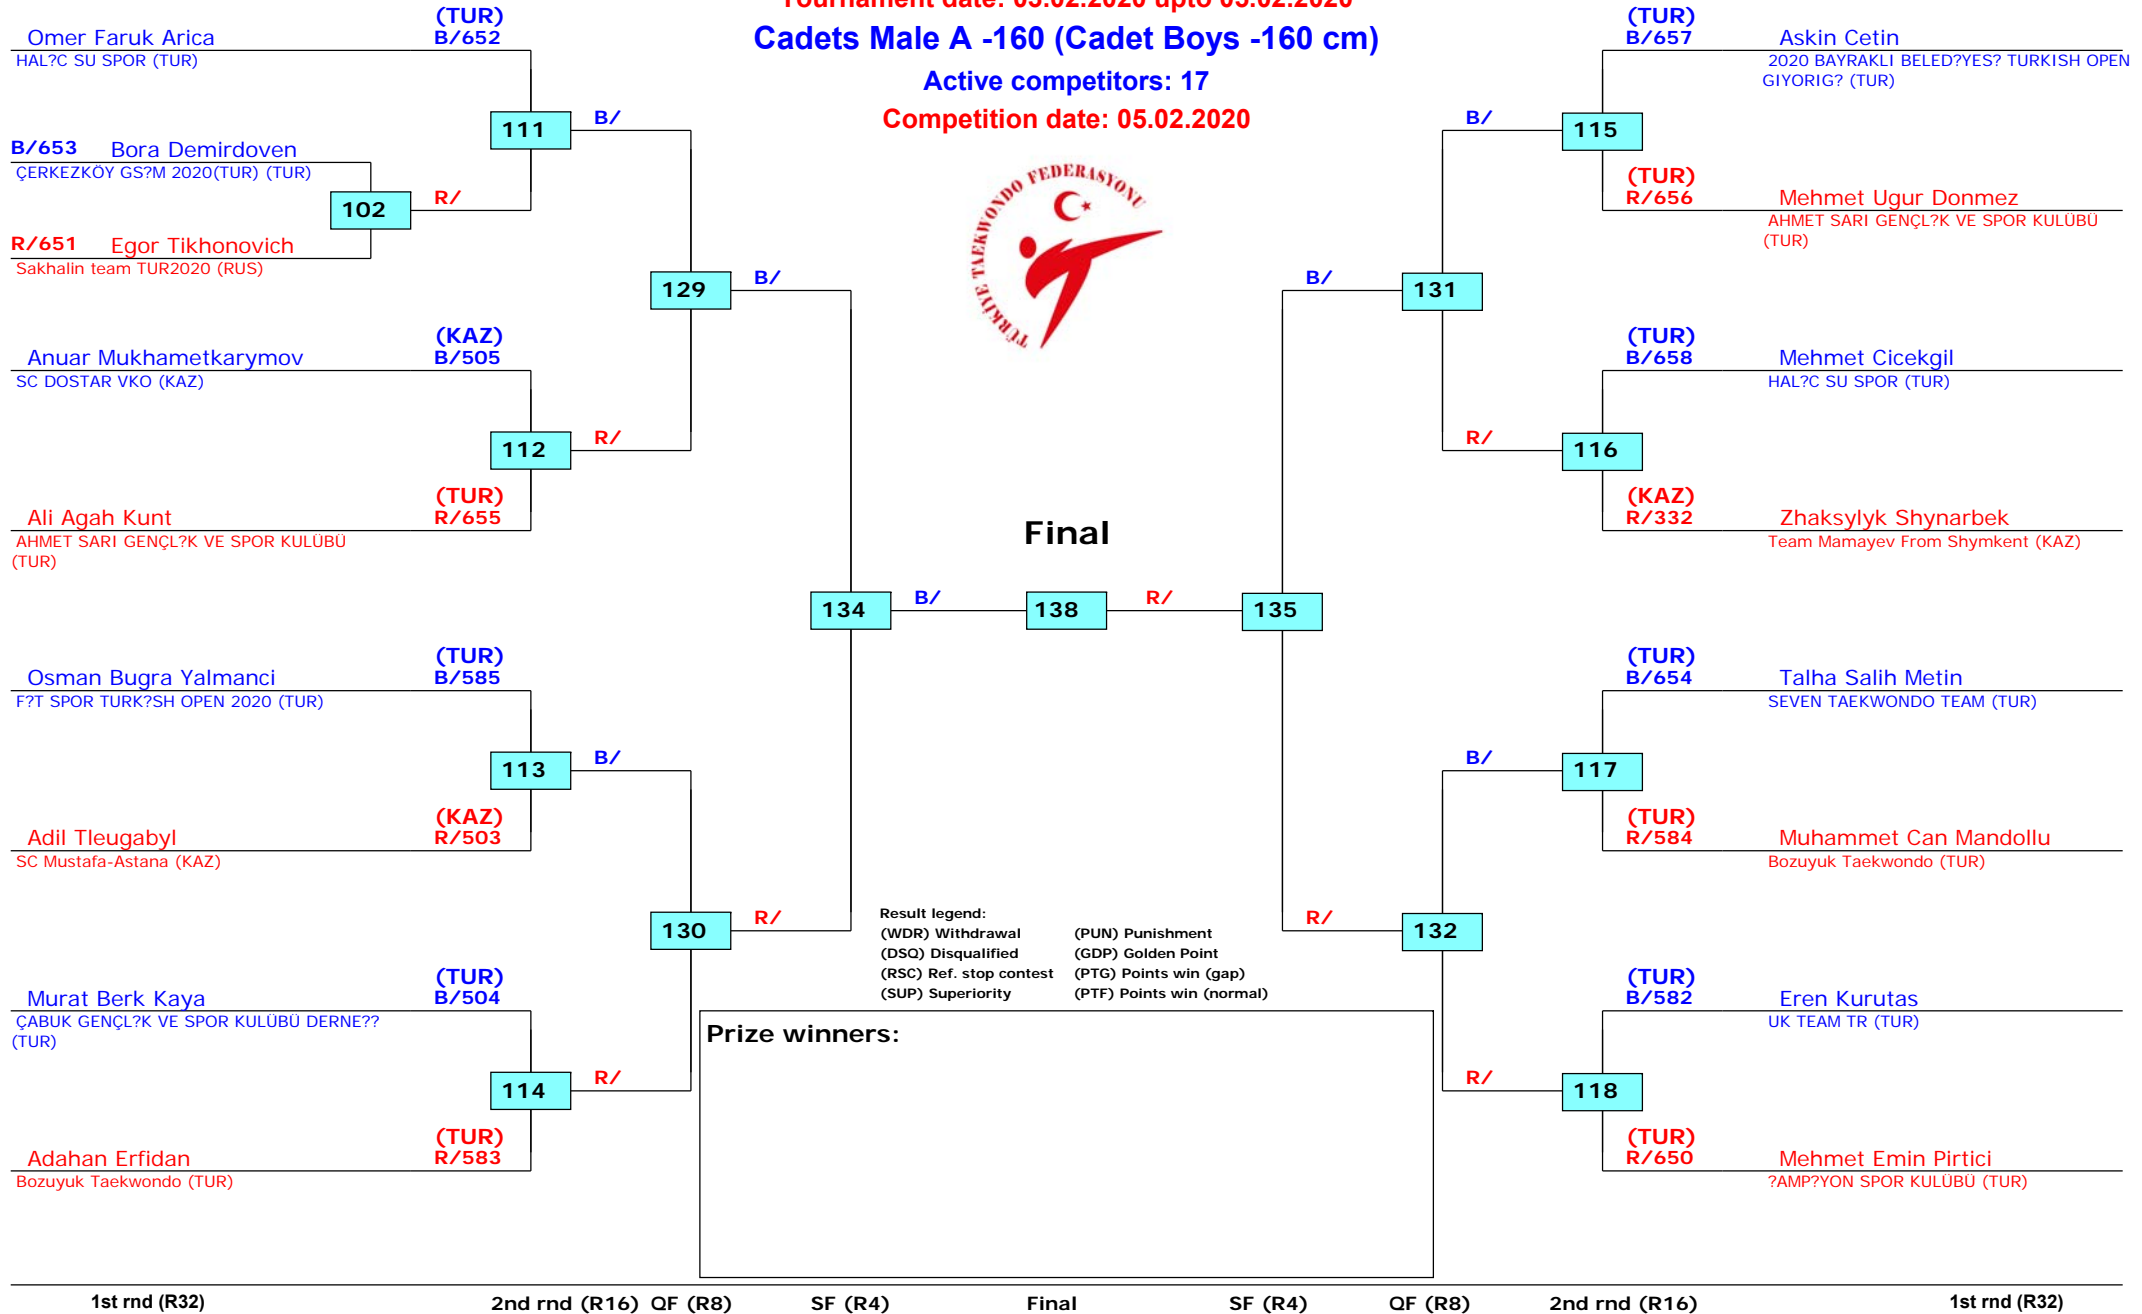 Tournament date: 03.02.2020 upto 05.02.2020
Cadets Male A -160 (Cadet Boys -160 cm)
Active competitors: 17
Competition date: 05.02.2020
TÜRKİYE TAEKWONDO FEDERASYONU
(TUR)
Omer Faruk Arica B/652
HAL?C SU SPOR (TUR)
111 B/
B/653 Bora Demirdoven
ÇERKEZKÖY GS?M 2020(TUR) (TUR)
102 R/
R/651 Egor Tikhonovich
Sakhalin team TUR2020 (RUS)
129 B/
(KAZ)
Anuar Mukhametkarymov B/505
SC DOSTAR VKO (KAZ)
112 R/
(TUR)
Ali Agah Kunt R/655
AHMET SARI GENÇL?K VE SPOR KULÜBÜ
(TUR)
134 B/
(TUR)
Osman Bugra Yalmanci B/585
F?T SPOR TURK?SH OPEN 2020 (TUR)
113 B/
(KAZ)
Adil Tleugabyl R/503
SC Mustafa-Astana (KAZ)
130 R/
(TUR)
Murat Berk Kaya B/504
ÇABUK GENÇL?K VE SPOR KULÜBÜ DERNE??
(TUR)
114 R/
(TUR)
Adahan Erfidan R/583
Bozuyuk Taekwondo (TUR)
Final
138
(TUR)
B/657 Askin Cetin
2020 BAYRAKLI BELED?YES? TURKISH OPEN
GIYORIG? (TUR)
B/ 115
(TUR)
R/656 Mehmet Ugur Donmez
AHMET SARI GENÇL?K VE SPOR KULÜBÜ
(TUR)
B/ 131
(TUR)
B/658 Mehmet Cicekgil
HAL?C SU SPOR (TUR)
R/ 116
(KAZ)
R/332 Zhaksylyk Shynarbek
Team Mamayev From Shymkent (KAZ)
R/ 135
(TUR)
B/654 Talha Salih Metin
SEVEN TAEKWONDO TEAM (TUR)
B/ 117
(TUR)
R/584 Muhammet Can Mandollu
Bozuyuk Taekwondo (TUR)
R/ 132
(TUR)
B/582 Eren Kurutas
UK TEAM TR (TUR)
R/ 118
(TUR)
R/650 Mehmet Emin Pirtici
?AMP?YON SPOR KULÜBÜ (TUR)
Result legend:
(WDR) Withdrawal (PUN) Punishment
(DSQ) Disqualified (GDP) Golden Point
(RSC) Ref. stop contest (PTG) Points win (gap)
(SUP) Superiority (PTF) Points win (normal)
Prize winners:
1st rnd (R32) 2nd rnd (R16) QF (R8) SF (R4) Final SF (R4) QF (R8) 2nd rnd (R16) 1st rnd (R32)